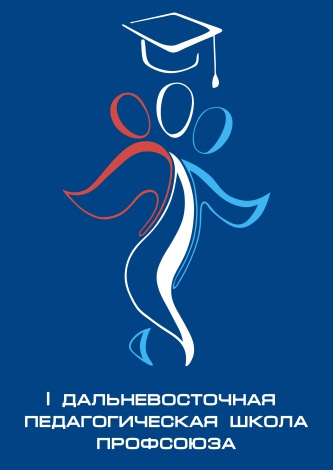 I ДАЛЬНЕВОСТОЧНАЯ
ПЕДАГОГИЧЕСКАЯ ШКОЛА
ПРОФСОЮЗА